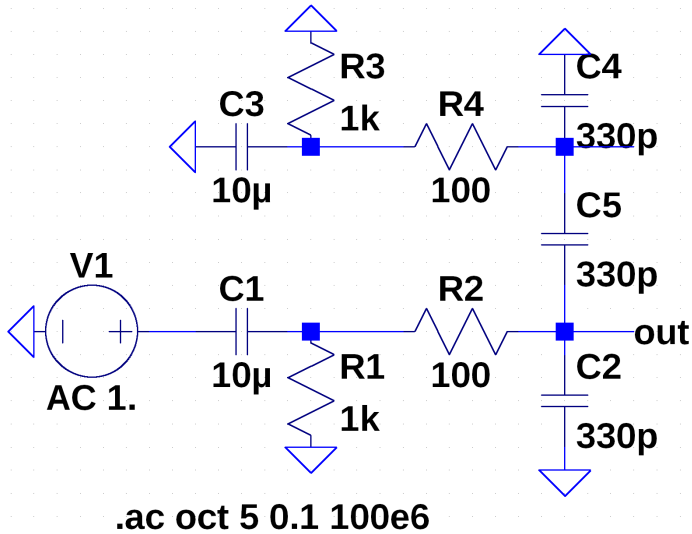 R3
1k
C3
10µ
R4
100
C4
330p
C5
330p
V1
AC 1.
C1
10µ
R1
1k
R2
100
out
C2
330p
.ac oct 5 0.1 100e6